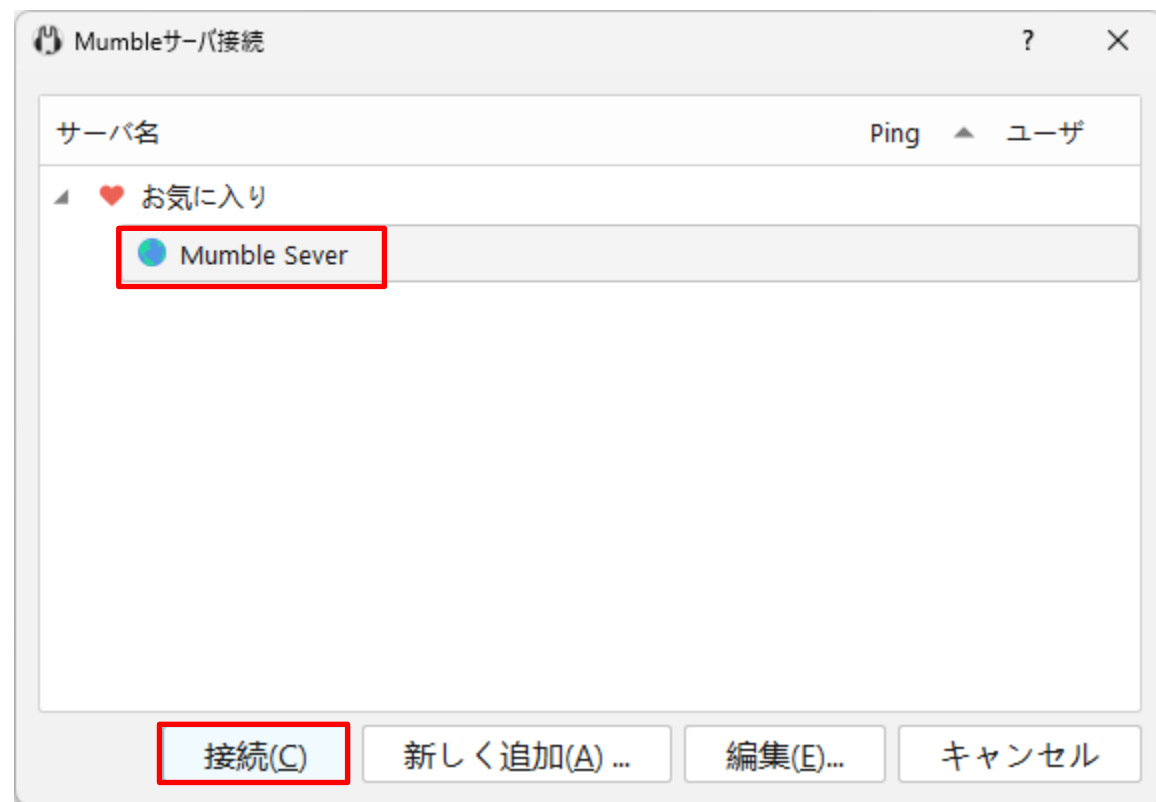 Mumbleサーバ接続 ?
サーバ名 Ping ユーザ
お気に入り
Mumble Sever
接続(C) 新しく追加(A) ... 編集(E)... キャンセル